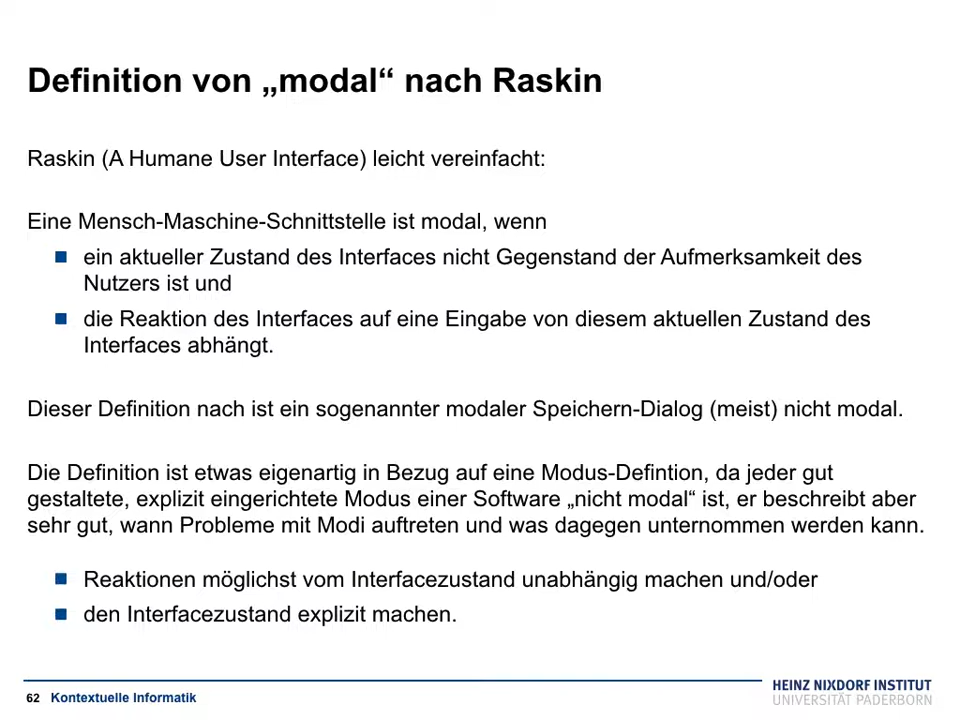 Definition von „modal“ nach Raskin
Raskin (A Humane User Interface) leicht vereinfacht:
Eine Mensch-Maschine-Schnittstelle ist modal, wenn
ein aktueller Zustand des Interfaces nicht Gegenstand der Aufmerksamkeit des
Nutzers ist und
die Reaktion des Interfaces auf eine Eingabe von diesem aktuellen Zustand des
Interfaces abhängt.
Dieser Definition nach ist ein sogenannter modaler Speichern-Dialog (meist) nicht modal.
Die Definition ist etwas eigenartig in Bezug auf eine Modus-Defintion, da jeder gut
gestaltete, explizit eingerichtete Modus einer Software „nicht modal“ ist, er beschreibt aber
sehr gut, wann Probleme mit Modi auftreten und was dagegen unternommen werden kann.
Reaktionen möglichst vom Interfacezustand unabhängig machen und/oder
den Interfacezustand explizit machen.
62 Kontextuelle Informatik
HEINZ NIXDORF INSTITUT
UNIVERSITÄT PADERBORN